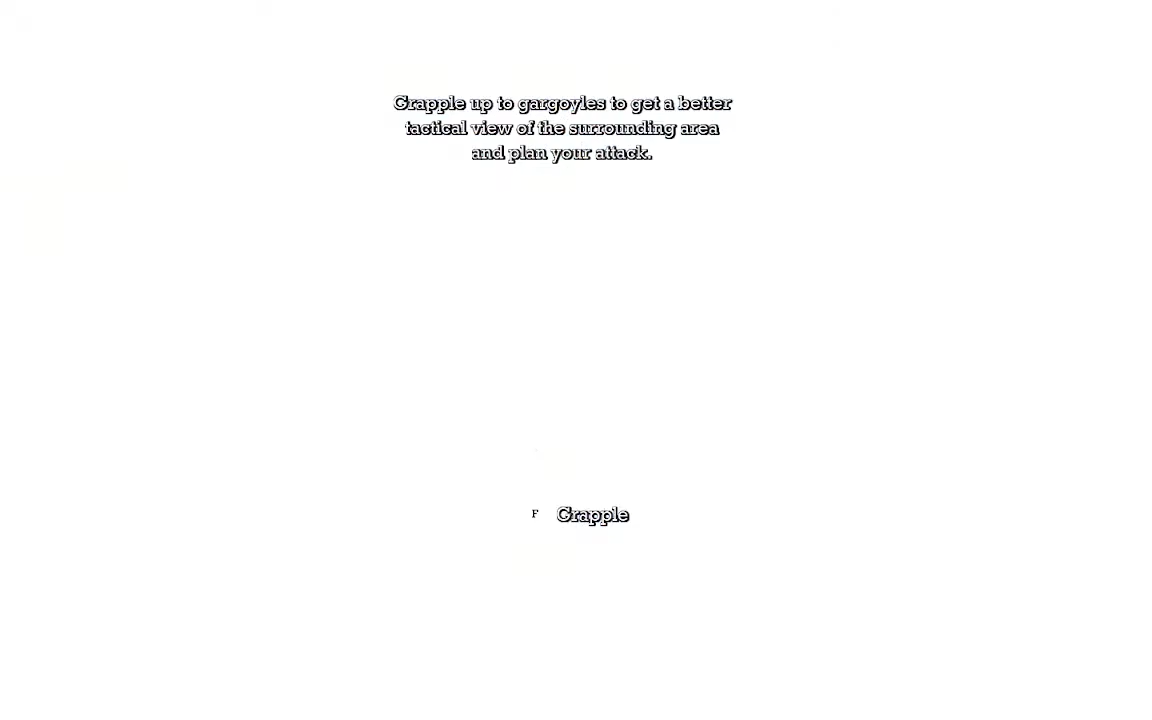 Grapple up to gargoyles to get a better
tactical view of the surrounding area
and plan your attack.
F Grapple